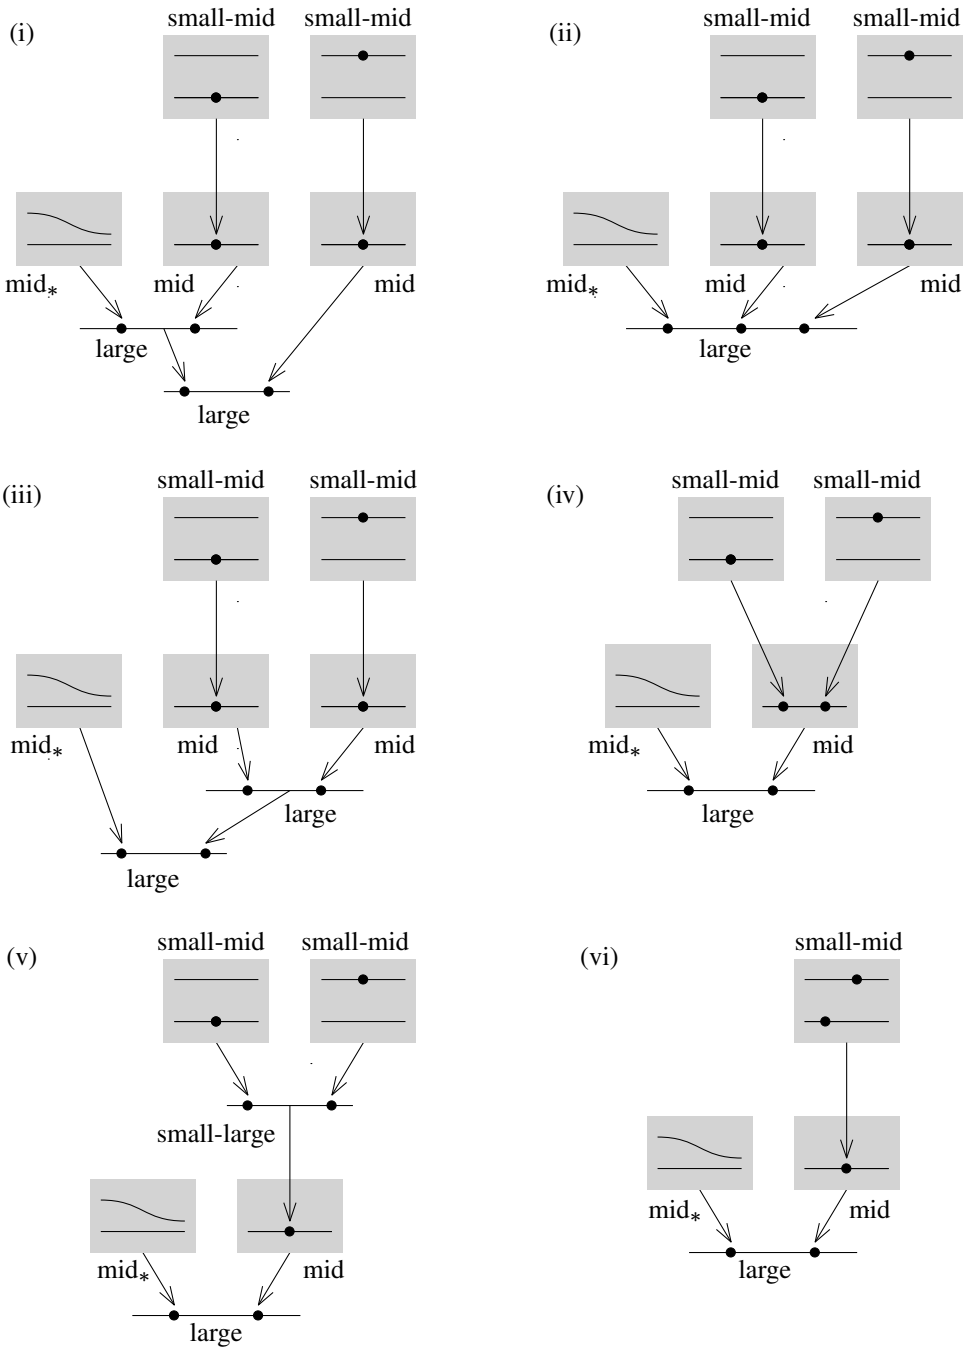 (i) small-mid small-mid (ii) small-mid small-mid
mid* mid mid mid* mid mid
large large
large
(iii) small-mid small-mid (iv) small-mid small-mid
mid* mid mid mid* mid
large large
large
(v) small-mid small-mid (vi) small-mid
small-large
mid* mid mid* mid
large large